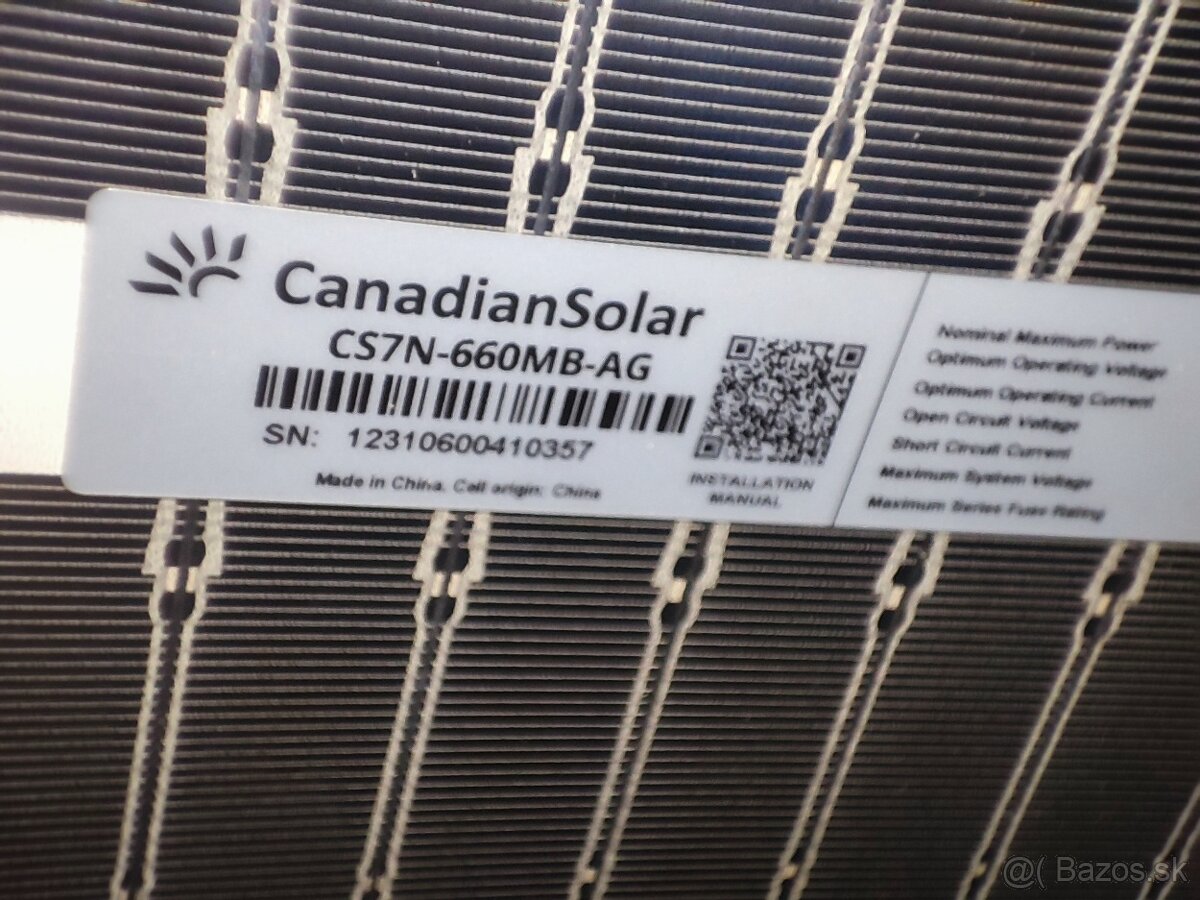 CanadianSolar
CS7N-660MB-AG
SN: 12310600410357
Made in China. Cell origin: China
INSTALLATION
MANUAL
Nominal Maximum Power
Optimum Operating Voltage
Optimum Operating Current
Open Circuit Voltage
Short Circuit Current
Maximum System Voltage
Maximum Series Fuse Rating
@( Bazos.sk